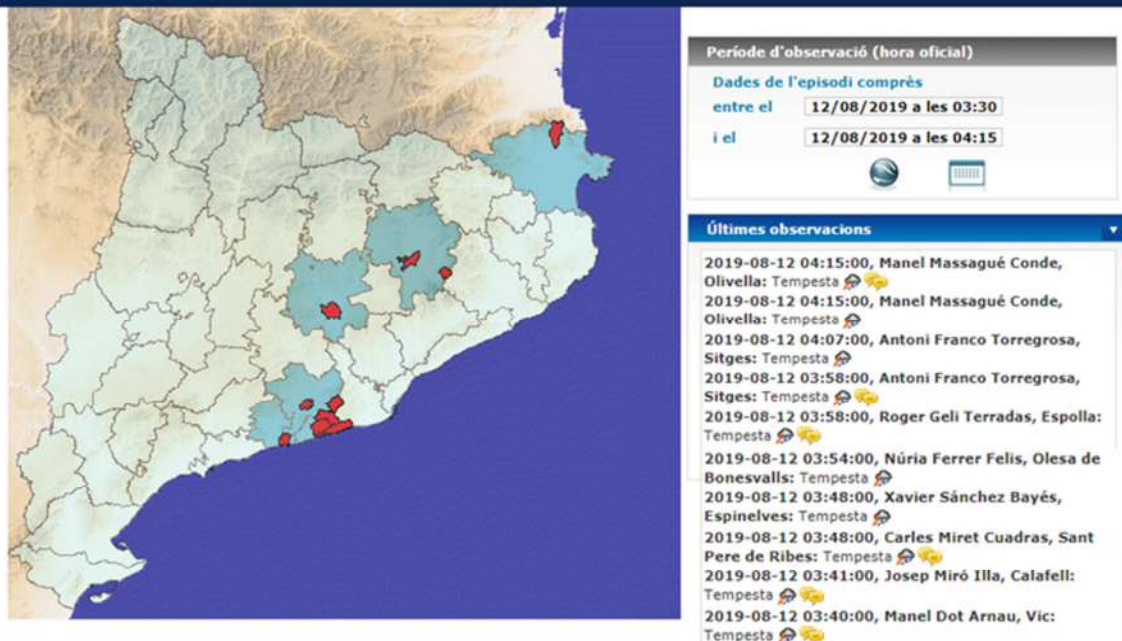 Període d'observació (hora oficial)
Dades de l'episodi comprès
entre el 12/08/2019 a les 03:30
i el 12/08/2019 a les 04:15
Últimes observacions
2019-08-12 04:15:00, Manel Massagué Conde,
Olivella: Tempesta
2019-08-12 04:15:00, Manel Massagué Conde,
Olivella: Tempesta
2019-08-12 04:07:00, Antoni Franco Torregrosa,
Sitges: Tempesta
2019-08-12 03:58:00, Antoni Franco Torregrosa,
Sitges: Tempesta
2019-08-12 03:58:00, Roger Geli Terradas, Espolla:
Tempesta
2019-08-12 03:54:00, Núria Ferrer Felis, Olesa de
Bonesvalls: Tempesta
2019-08-12 03:48:00, Xavier Sánchez Bayés,
Espinelves: Tempesta
2019-08-12 03:48:00, Carles Miret Cuadras, Sant
Pere de Ribes: Tempesta
2019-08-12 03:41:00, Josep Miró Illa, Calafell:
Tempesta
2019-08-12 03:40:00, Manel Dot Arnau, Vic:
Tempesta